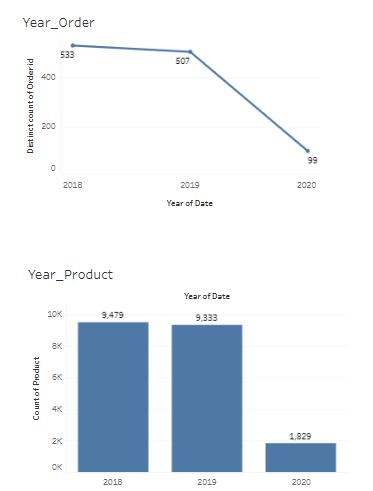 Year_Order
533
507
400
Distinct count of Order id
200
99
0
2018 2019 2020
Year of Date
Year_Product
Year of Date
10K
9,479
9,333
8K
6K
Count of Product
4K
2K
1,829
0K
2018 2019 2020